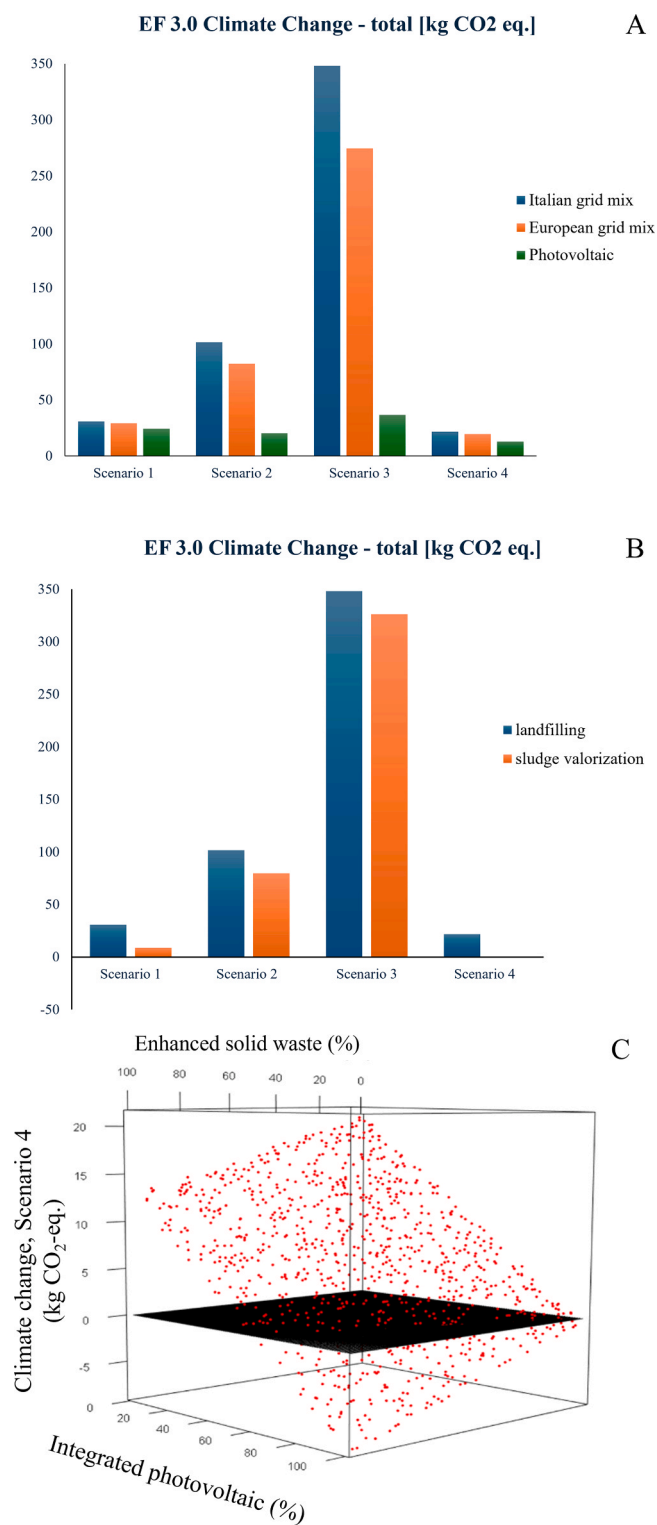 EF 3.0 Climate Change - total [kg CO2 eq.]
A
350
300
250
200
150
100
50
0
Italian grid mix
European grid mix
Photovoltaic
Scenario 1
Scenario 2
Scenario 3
Scenario 4
EF 3.0 Climate Change - total [kg CO2 eq.]
B
350
300
250
200
150
100
50
0
-50
landfilling
sludge valorization
Scenario 1
Scenario 2
Scenario 3
Scenario 4
C
Enhanced solid waste (%)
100 80 60 40 20 0
Climate change, Scenario 4
(kg CO₂-eq.)
20
15
10
5
0
-5
0 20 40 60 80 100
Integrated photovoltaic (%)